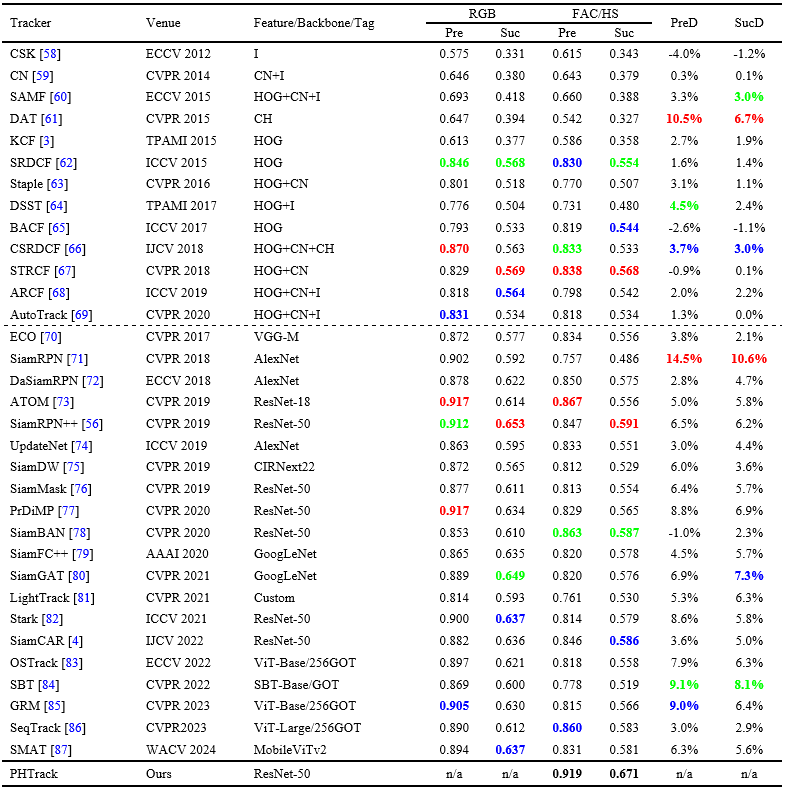 Tracker Venue Feature/Backbone/Tag RGB FAC/HS PreD SucD
Pre Suc Pre Suc
CSK [58] ECCV 2012 I 0.575 0.331 0.615 0.343 -4.0% -1.2%
CN [59] CVPR 2014 CN+I 0.646 0.380 0.643 0.379 0.3% 0.1%
SAMF [60] ECCV 2015 HOG+CN+I 0.693 0.418 0.660 0.388 3.3% 3.0%
DAT [61] CVPR 2015 CH 0.647 0.394 0.542 0.327 10.5% 6.7%
KCF [3] TPAMI 2015 HOG 0.613 0.377 0.586 0.358 2.7% 1.9%
SRDCF [62] ICCV 2015 HOG 0.846 0.568 0.830 0.554 1.6% 1.4%
Staple [63] CVPR 2016 HOG+CN 0.801 0.518 0.770 0.507 3.1% 1.1%
DSST [64] TPAMI 2017 HOG+I 0.776 0.504 0.731 0.480 4.5% 2.4%
BACF [65] ICCV 2017 HOG 0.793 0.533 0.819 0.544 -2.6% -1.1%
CSRDCF [66] IJCV 2018 HOG+CN+CH 0.870 0.563 0.833 0.533 3.7% 3.0%
STRCF [67] CVPR 2018 HOG+CN 0.829 0.569 0.838 0.568 -0.9% 0.1%
ARCF [68] ICCV 2019 HOG+CN+I 0.818 0.564 0.798 0.542 2.0% 2.2%
AutoTrack [69] CVPR 2020 HOG+CN+I 0.831 0.534 0.818 0.534 1.3% 0.0%
ECO [70] CVPR 2017 VGG-M 0.872 0.577 0.834 0.556 3.8% 2.1%
SiamRPN [71] CVPR 2018 AlexNet 0.902 0.592 0.757 0.486 14.5% 10.6%
DaSiamRPN [72] ECCV 2018 AlexNet 0.878 0.622 0.850 0.575 2.8% 4.7%
ATOM [73] CVPR 2019 ResNet-18 0.917 0.614 0.867 0.556 5.0% 5.8%
SiamRPN++ [56] CVPR 2019 ResNet-50 0.912 0.653 0.847 0.591 6.5% 6.2%
UpdateNet [74] ICCV 2019 AlexNet 0.863 0.595 0.833 0.551 3.0% 4.4%
SiamDW [75] CVPR 2019 CIRNext22 0.872 0.565 0.812 0.529 6.0% 3.6%
SiamMask [76] CVPR 2019 ResNet-50 0.877 0.611 0.813 0.554 6.4% 5.7%
PrDiMP [77] CVPR 2020 ResNet-50 0.917 0.634 0.829 0.565 8.8% 6.9%
SiamBAN [78] CVPR 2020 ResNet-50 0.853 0.610 0.863 0.587 -1.0% 2.3%
SiamFC++ [79] AAAI 2020 GoogLeNet 0.865 0.635 0.820 0.578 4.5% 5.7%
SiamGAT [80] CVPR 2021 GoogLeNet 0.889 0.649 0.820 0.576 6.9% 7.3%
LightTrack [81] CVPR 2021 Custom 0.814 0.593 0.761 0.530 5.3% 6.3%
Stark [82] ICCV 2021 ResNet-50 0.900 0.637 0.814 0.579 8.6% 5.8%
SiamCAR [4] IJCV 2022 ResNet-50 0.882 0.636 0.846 0.586 3.6% 5.0%
OSTrack [83] ECCV 2022 ViT-Base/256GOT 0.897 0.621 0.818 0.558 7.9% 6.3%
SBT [84] CVPR 2022 SBT-Base/GOT 0.869 0.600 0.778 0.519 9.1% 8.1%
GRM [85] CVPR 2023 ViT-Base/256GOT 0.905 0.630 0.815 0.566 9.0% 6.4%
SeqTrack [86] CVPR2023 ViT-Large/256GOT 0.890 0.612 0.860 0.583 3.0% 2.9%
SMAT [87] WACV 2024 MobileViTv2 0.894 0.637 0.831 0.581 6.3% 5.6%
PHTrack Ours ResNet-50 n/a n/a 0.919 0.671 n/a n/a